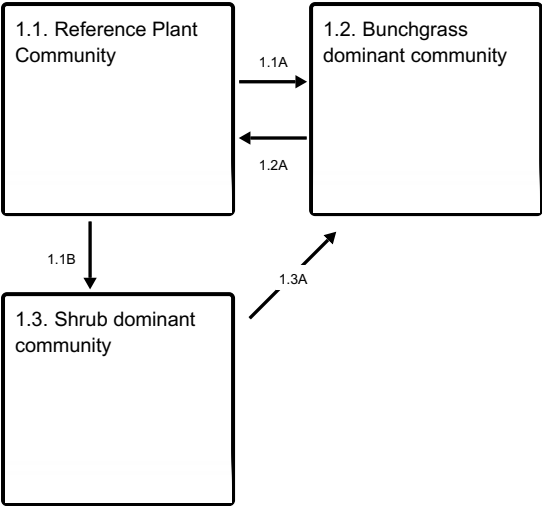 1.1. Reference Plant
Community
1.1A
1.2. Bunchgrass
dominant community
1.2A
1.1B
1.3A
1.3. Shrub dominant
community